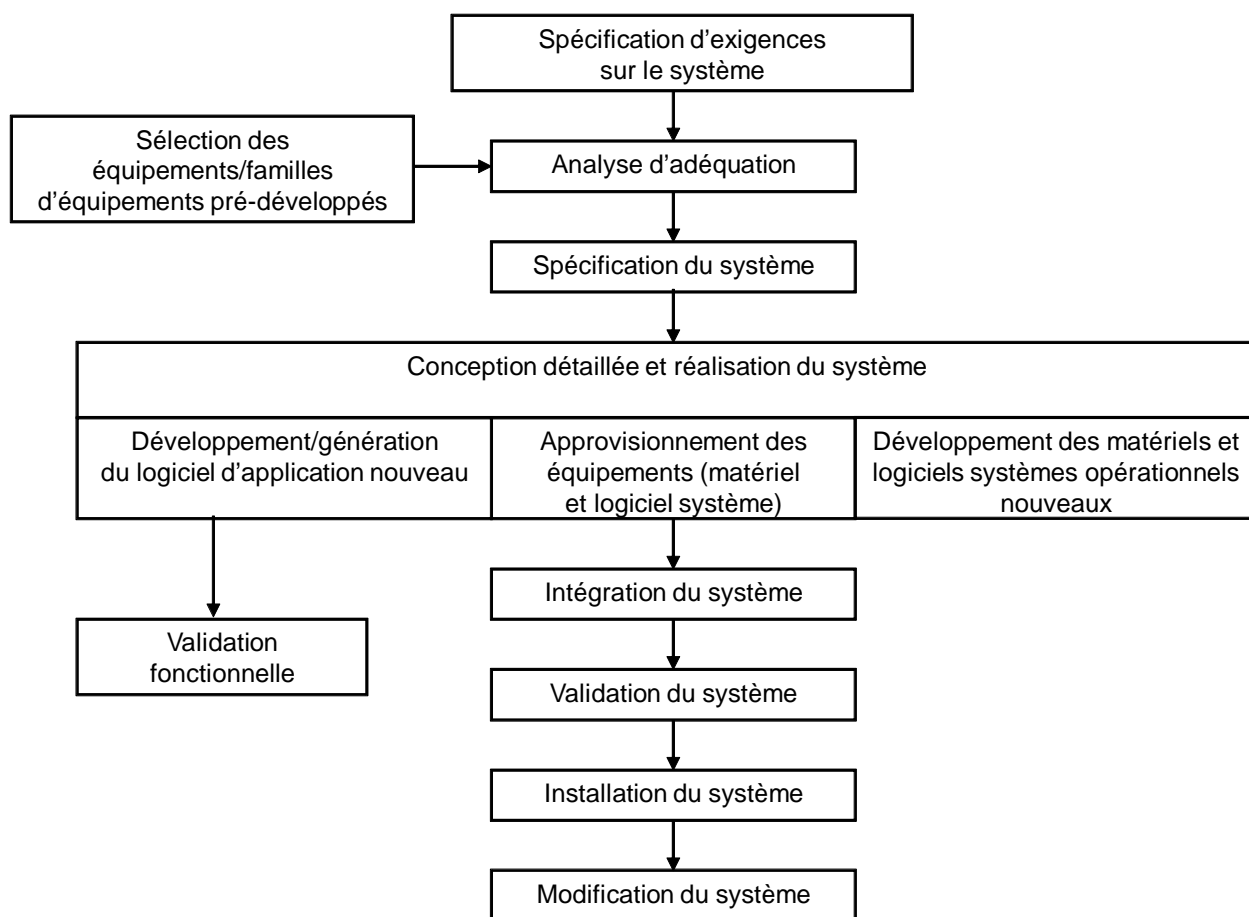 Spécification d'exigences
sur le système
Sélection des
équipements/familles
d’équipements pré-développés
Analyse d’adéquation
Spécification du système
Conception détaillée et réalisation du système
Développement/génération
du logiciel d’application nouveau
Approvisionnement des
équipements (matériel
et logiciel système)
Développement des matériels et
logiciels systèmes opérationnels
nouveaux
Intégration du système
Validation
fonctionnelle
Validation du système
Installation du système
Modification du système